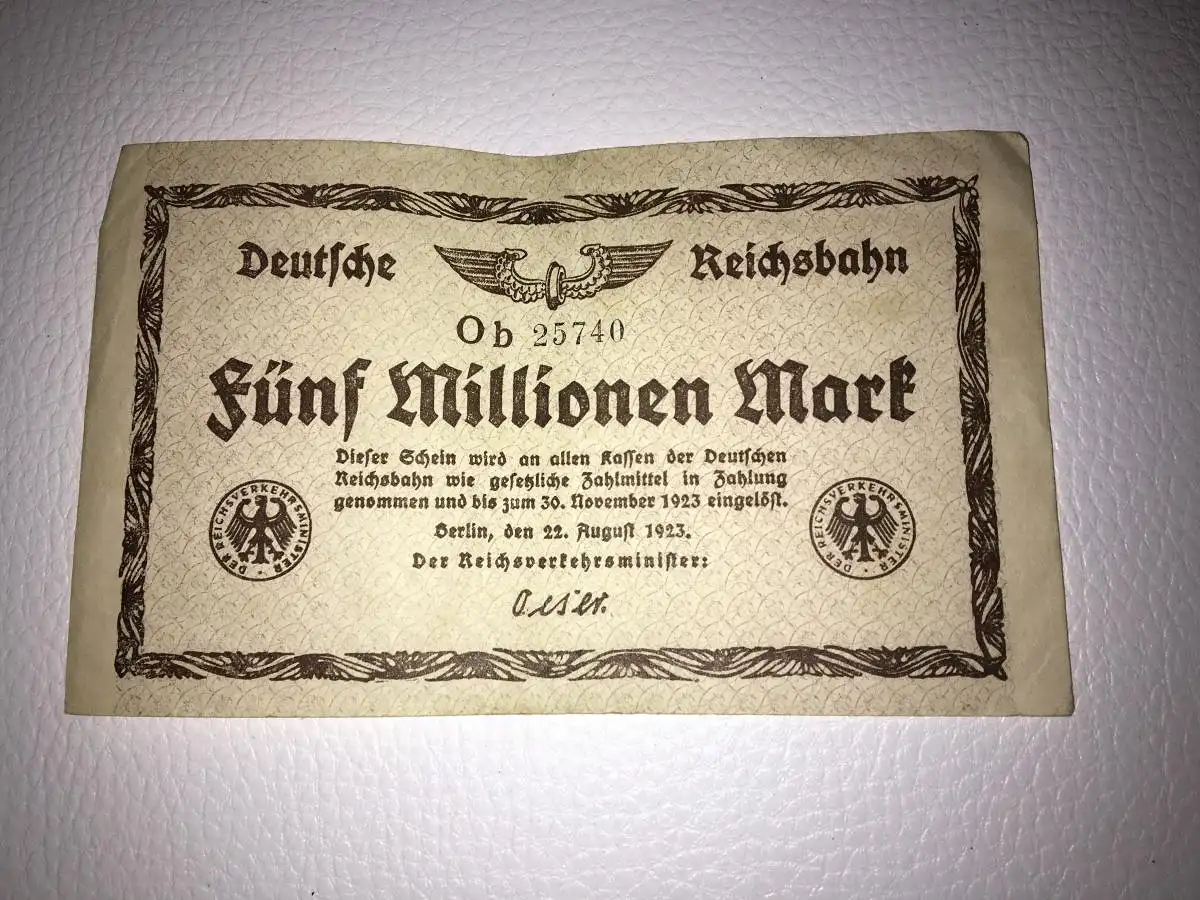 Deutsche Reichsbahn
Ob 25740
Fünf Millionen Mark
Dieser Schein wird an allen Kassen der Deutschen
Reichsbahn wie gesetzliche Zahlmittel in Zahlung
genommen und bis zum 30. November 1923 eingelöst.
Berlin, den 22. August 1923.
Der Reichsverkehrsminister:
Oeser.
DER REICHSVERKEHRSMINISTER
DER REICHSVERKEHRSMINISTER